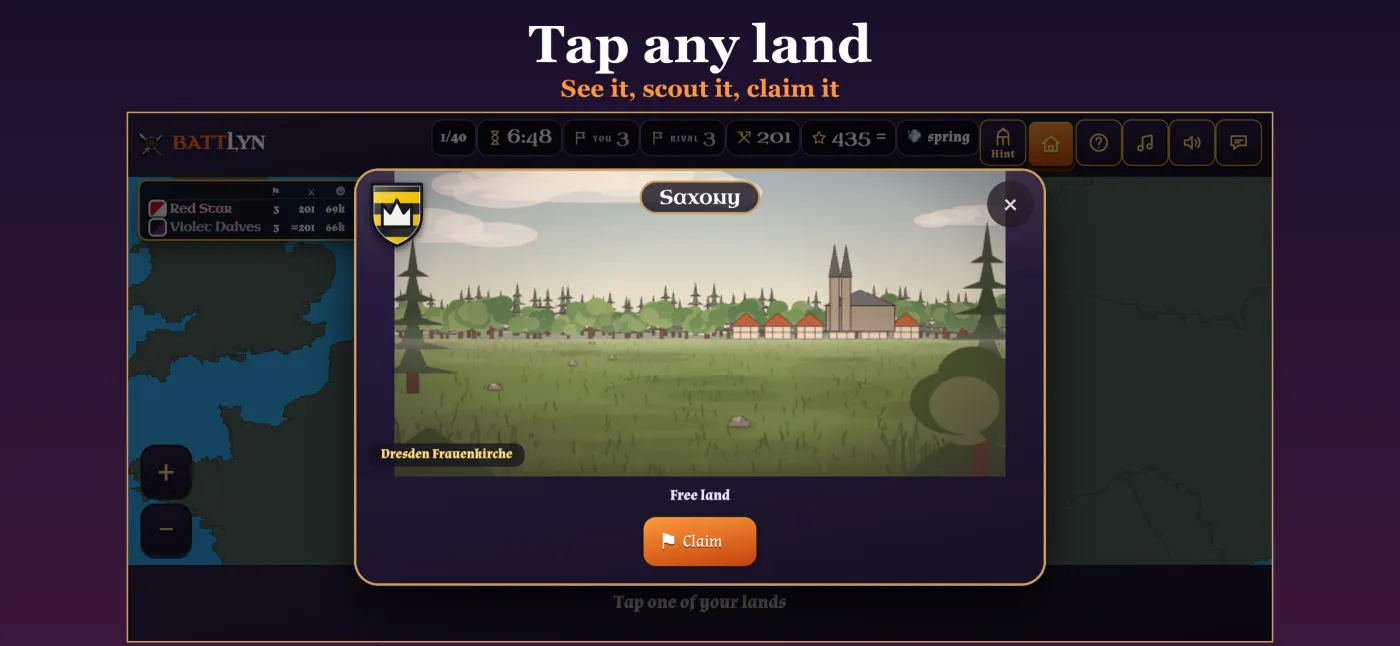 Tap any land
See it, scout it, claim it
BATTLYN
1/40
6:48
YOU 3
RIVAL 3
201
435 =
spring
Hint
Red Star 3 201 69k
Violet Dalves 3 ≈201 66k
Saxony
Dresden Frauenkirche
Free land
Claim
Tap one of your lands